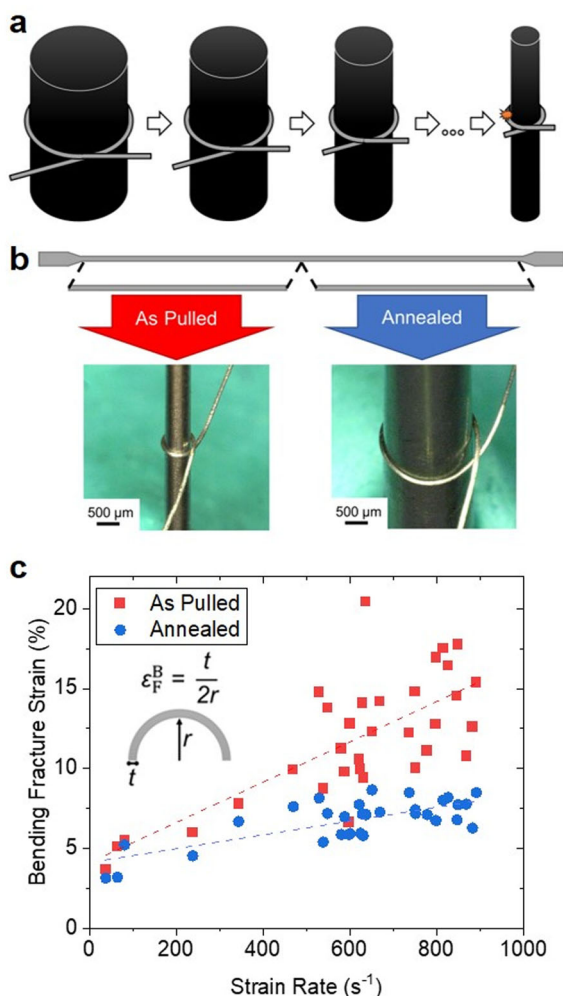 a
b
As Pulled
Annealed
500 μm
500 μm
c
As Pulled
Annealed
ε_F^B = t/2r
r
t
20
15
10
5
0
Bending Fracture Strain (%)
0 200 400 600 800 1000
Strain Rate (s⁻¹)